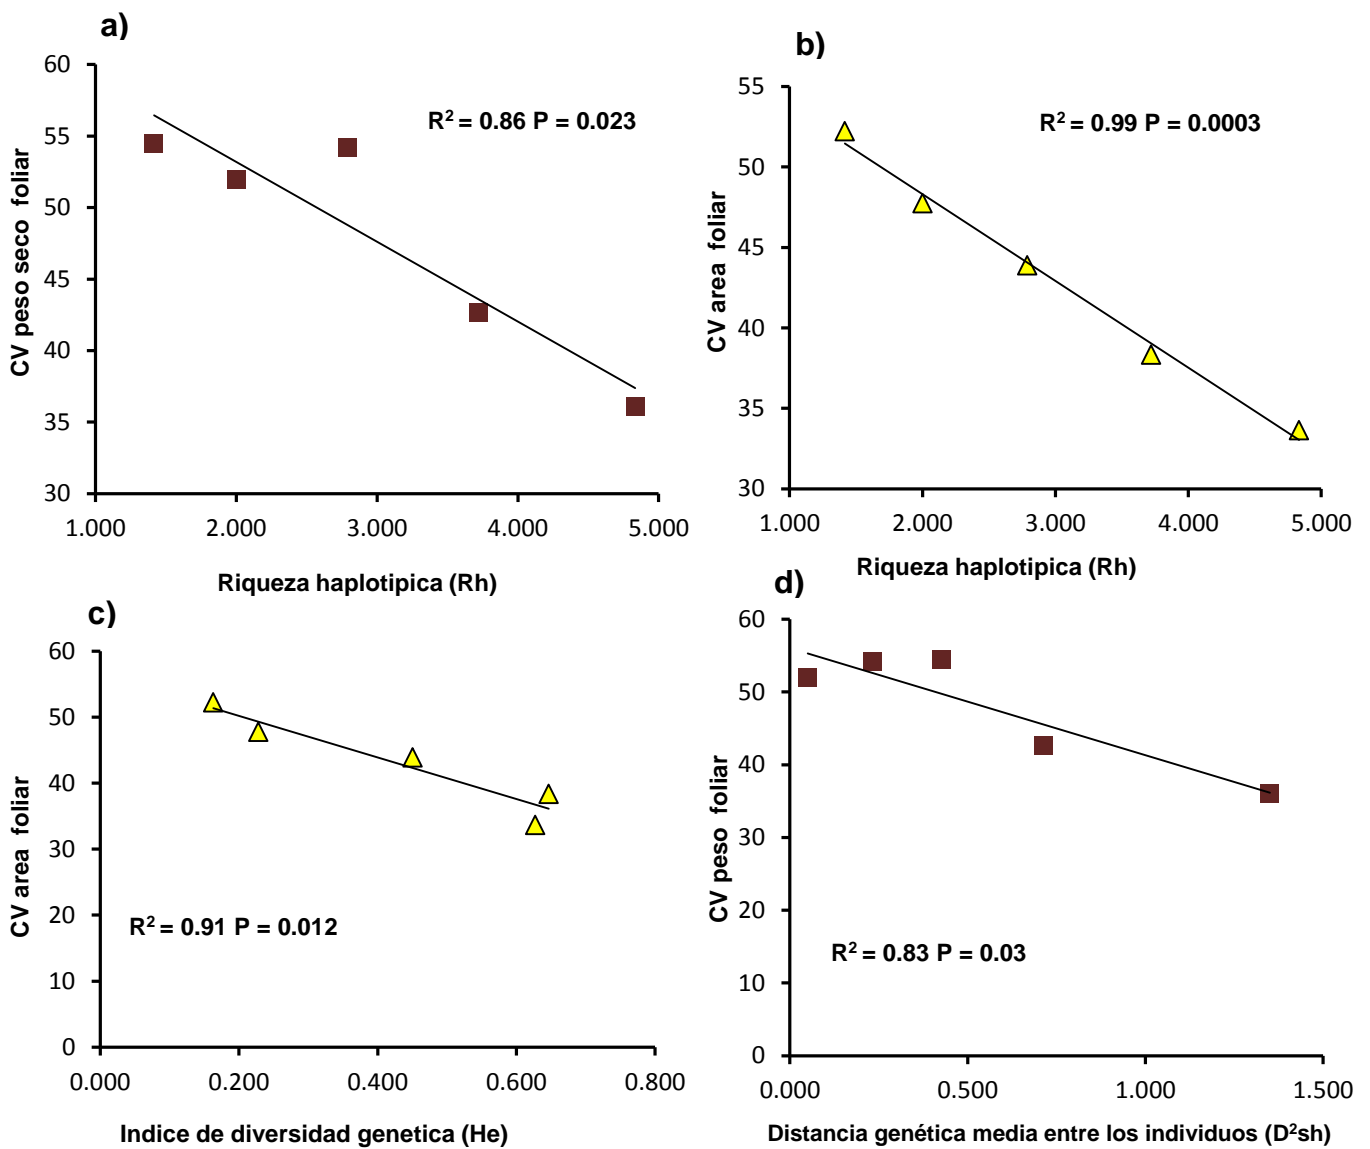 a)
60
55
50
45
40
35
30
CV peso seco foliar
R² = 0.86 P = 0.023
1.000 2.000 3.000 4.000 5.000
Riqueza haplotipica (Rh)
b)
55
50
45
40
35
30
CV area foliar
R² = 0.99 P = 0.0003
1.000 2.000 3.000 4.000 5.000
Riqueza haplotipica (Rh)
c)
60
50
40
30
20
10
0
CV area foliar
R² = 0.91 P = 0.012
0.000 0.200 0.400 0.600 0.800
Indice de diversidad genetica (He)
d)
60
50
40
30
20
10
0
CV peso foliar
R² = 0.83 P = 0.03
0.000 0.500 1.000 1.500
Distancia genética media entre los individuos (D²sh)